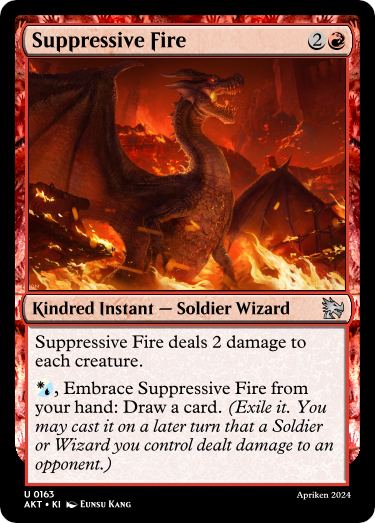 Suppressive Fire 2
Kindred Instant — Soldier Wizard
Suppressive Fire deals 2 damage to
each creature.
, Embrace Suppressive Fire from
your hand: Draw a card. (Exile it. You
may cast it on a later turn that a Soldier
or Wizard you control dealt damage to an
opponent.)
U 0163
Apriken 2024
AKT • KI Eunsu Kang